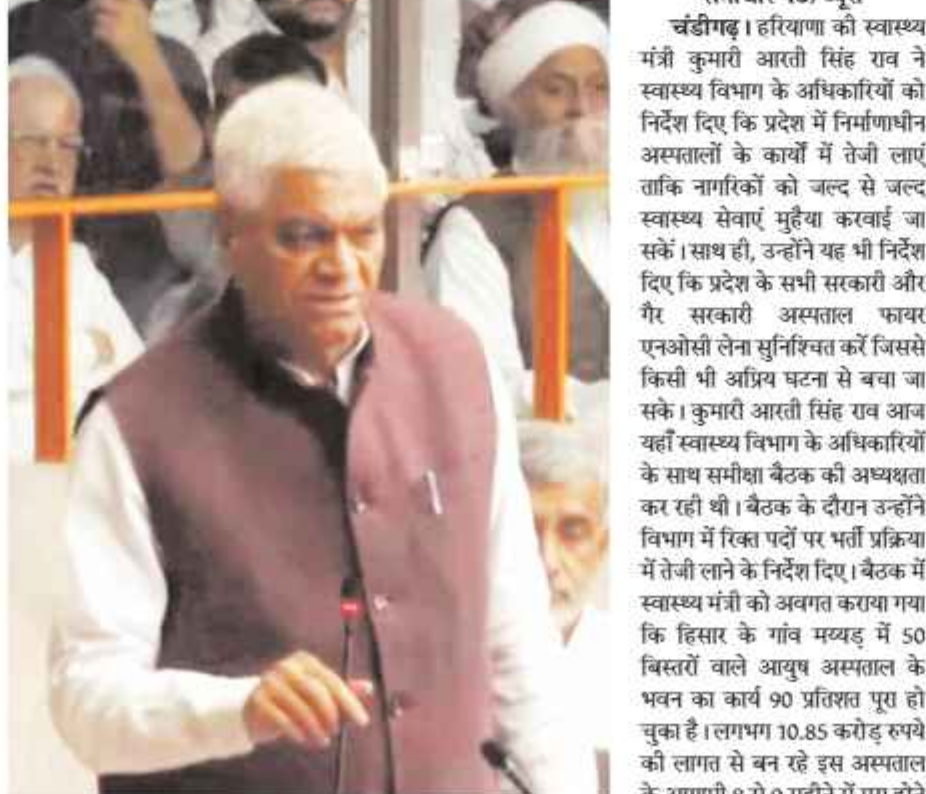 चंडीगढ़। हरियाणा की स्वास्थ्य
मंत्री कुमारी आरती सिंह राव ने
स्वास्थ्य विभाग के अधिकारियों को
निर्देश दिए कि प्रदेश में निर्माणाधीन
अस्पतालों के कार्यों में तेजी लाएं
ताकि नागरिकों को जल्द से जल्द
स्वास्थ्य सेवाएं मुहैया करवाई जा
सकें। साथ ही, उन्होंने यह भी निर्देश
दिए कि प्रदेश के सभी सरकारी और
गैर सरकारी अस्पताल फायर
एनओसी लेना सुनिश्चित करें जिससे
किसी भी अप्रिय घटना से बचा जा
सके। कुमारी आरती सिंह राव आज
यहाँ स्वास्थ्य विभाग के अधिकारियों
के साथ समीक्षा बैठक की अध्यक्षता
कर रही थी। बैठक के दौरान उन्होंने
विभाग में रिक्त पदों पर भर्ती प्रक्रिया
में तेजी लाने के निर्देश दिए। बैठक में
स्वास्थ्य मंत्री को अवगत कराया गया
कि हिसार के गांव मय्यड़ में 50
बिस्तरों वाले आयुष अस्पताल के
भवन का कार्य 90 प्रतिशत पूरा हो
चुका है। लगभग 10.85 करोड़ रुपये
की लागत से बन रहे इस अस्पताल